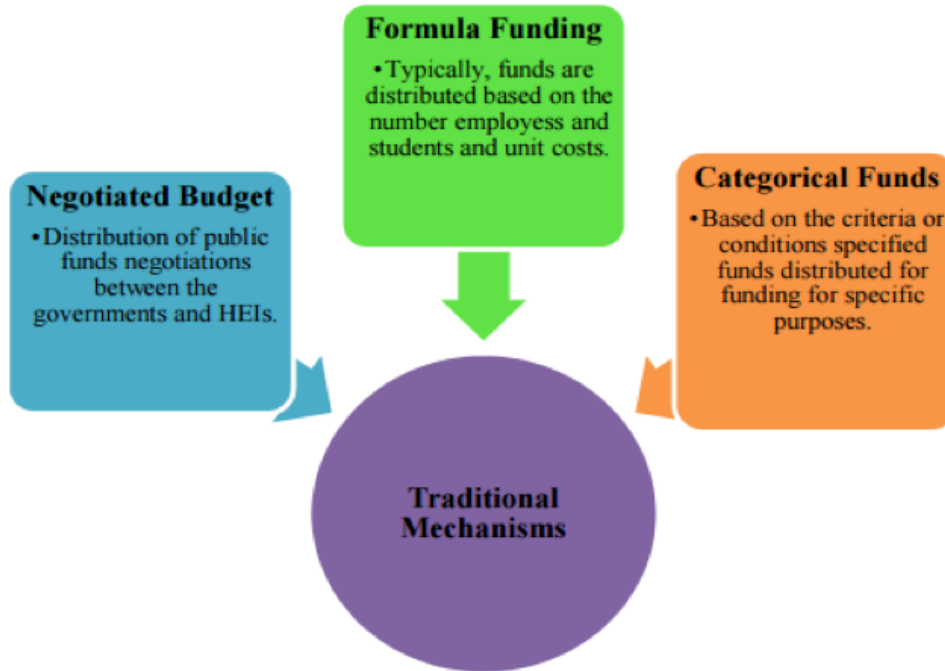 Formula Funding
•Typically, funds are
distributed based on the
number employess and
students and unit costs.
Negotiated Budget
•Distribution of public
funds negotiations
between the
governments and HEIs.
Categorical Funds
•Based on the criteria or
conditions specified
funds distributed for
funding for specific
purposes.
Traditional
Mechanisms